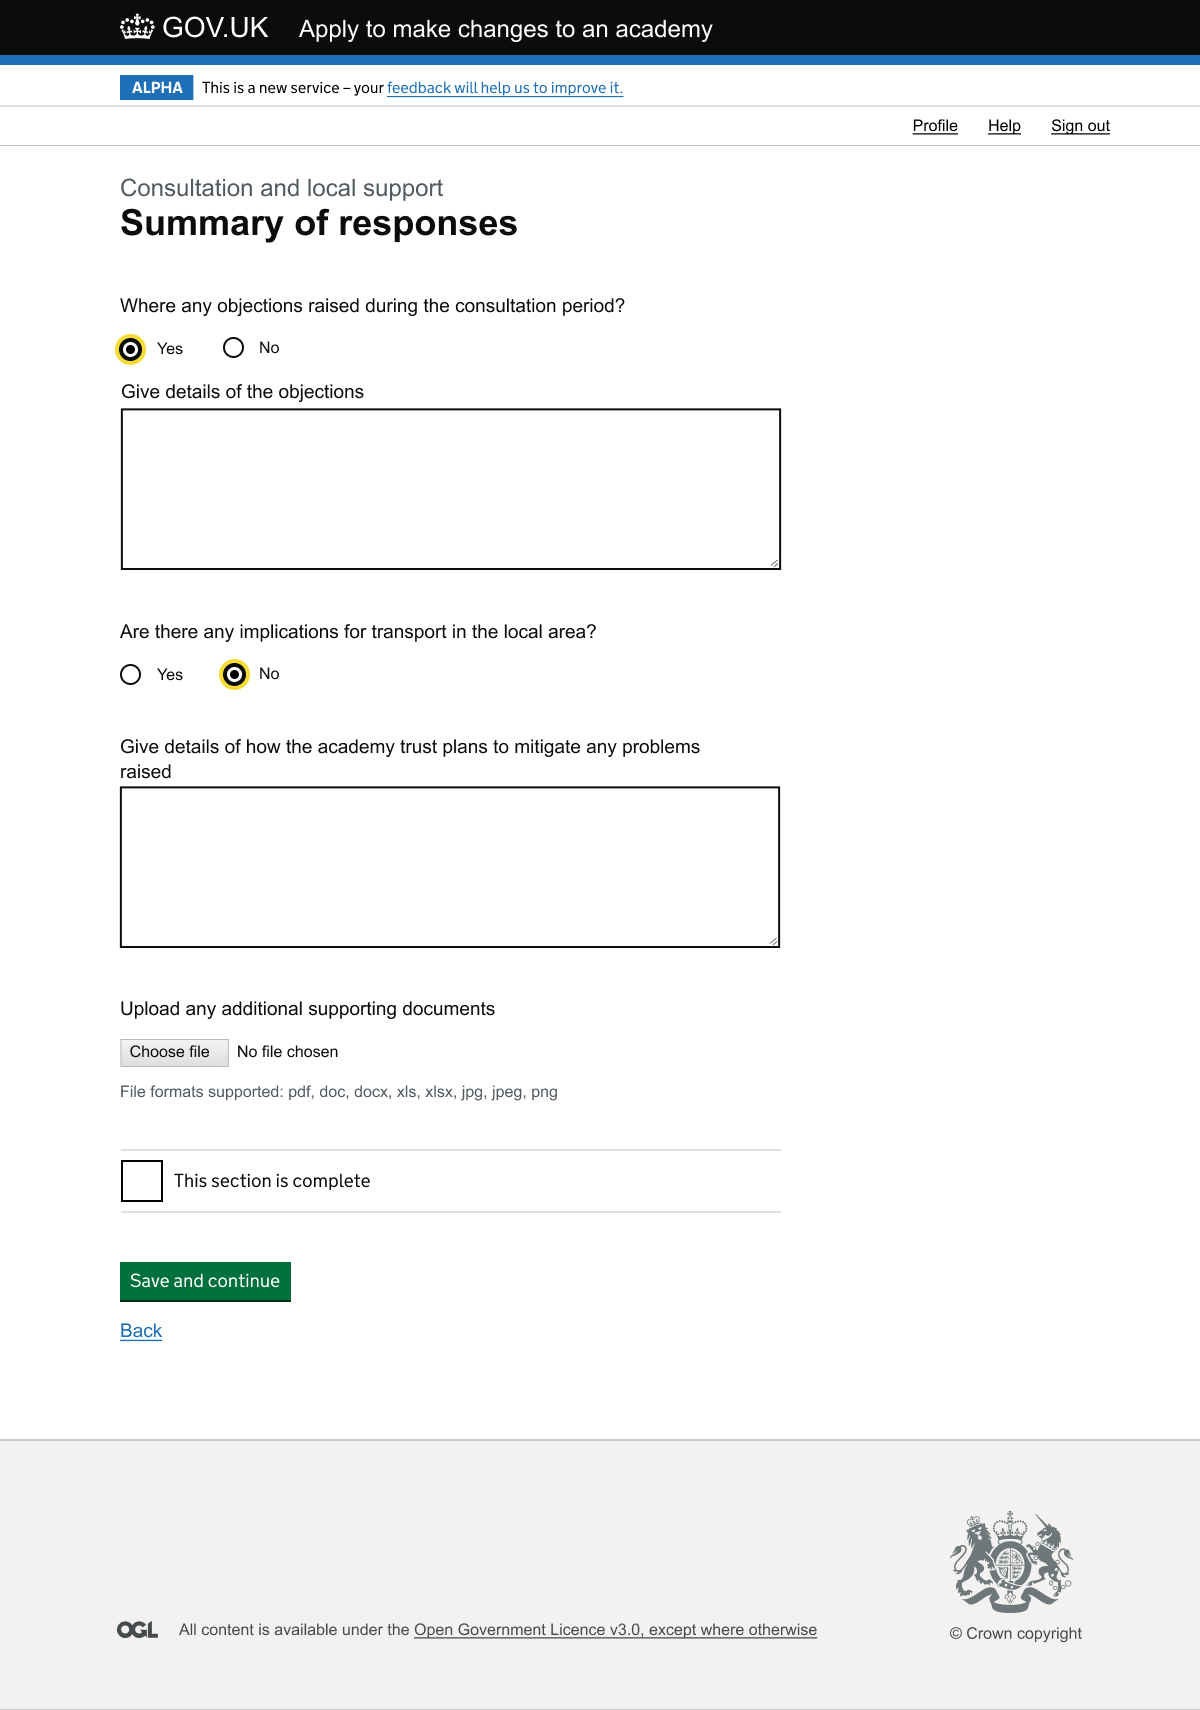 GOV.UK Apply to make changes to an academy
ALPHA This is a new service – your feedback will help us to improve it.
Profile Help Sign out
Consultation and local support
Summary of responses
Where any objections raised during the consultation period?
Yes No
Give details of the objections
Are there any implications for transport in the local area?
Yes No
Give details of how the academy trust plans to mitigate any problems
raised
Upload any additional supporting documents
Choose file No file chosen
File formats supported: pdf, doc, docx, xls, xlsx, jpg, jpeg, png
This section is complete
Save and continue
Back
OGL All content is available under the Open Government Licence v3.0, except where otherwise
© Crown copyright